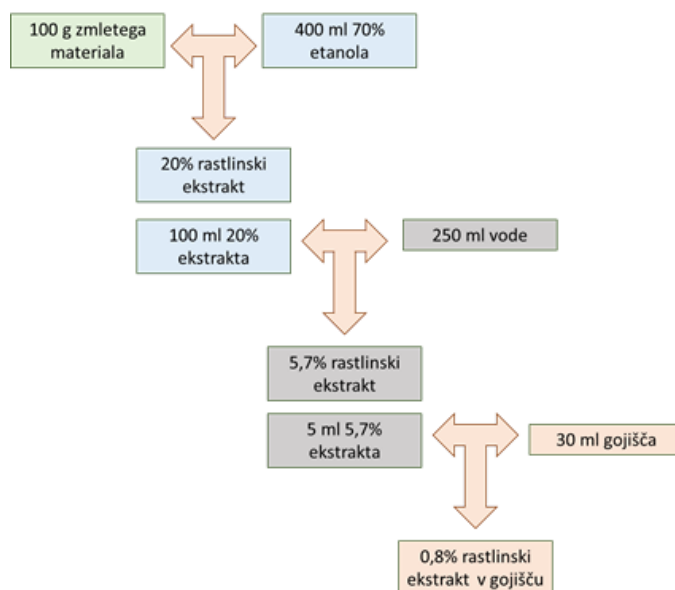 100 g zmletega
materiala
400 ml 70%
etanola
20% rastlinski
ekstrakt
100 ml 20%
ekstrakta
250 ml vode
5,7% rastlinski
ekstrakt
5 ml 5,7%
ekstrakta
30 ml gojišča
0,8% rastlinski
ekstrakt v gojišču